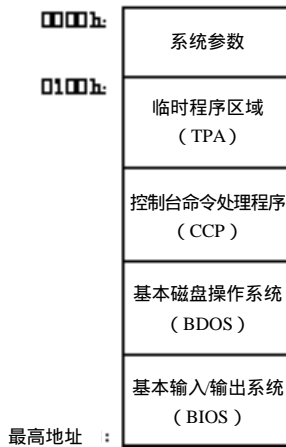 0000h:
系统参数
0100h:
临时程序区域
（TPA）
控制台命令处理程序
（CCP）
基本磁盘操作系统
（BDOS）
基本输入/输出系统
（BIOS）
最高地址 :